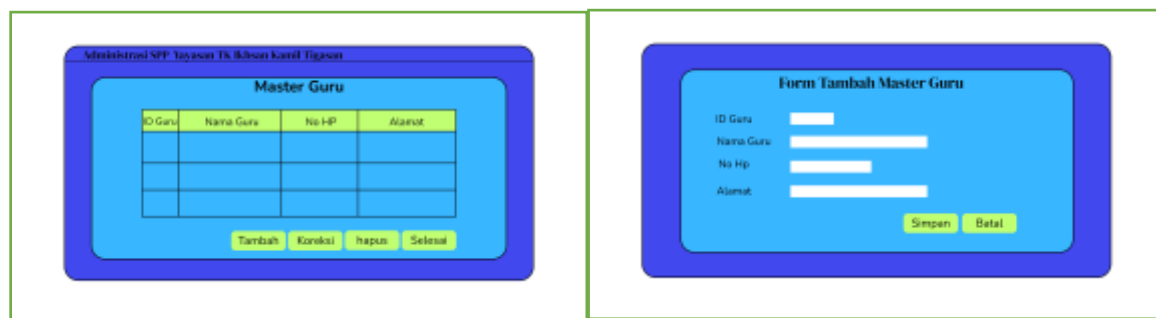 Administrasi SPP Yayasan Tk Ikhsan Kamil Tigasan
Master Guru
ID Guru Nama Guru No HP Alamat
Tambah Koreksi hapus Selesai
Form Tambah Master Guru
ID Guru
Nama Guru
No Hp
Alamat
Simpan Batal